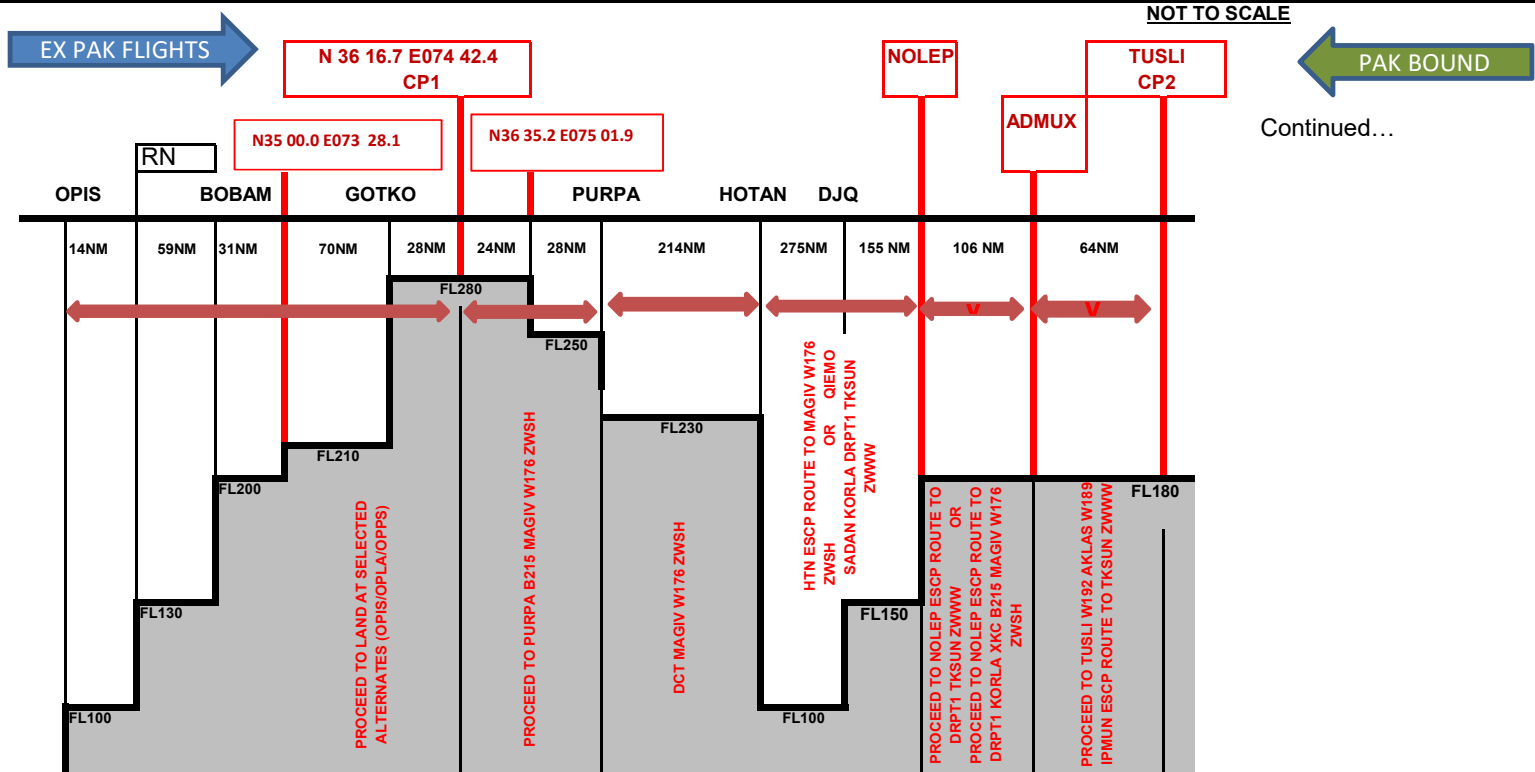 NOT TO SCALE
EX PAK FLIGHTS
N 36 16.7 E074 42.4
CP1
NOLEP
TUSLI
CP2
PAK BOUND
ADMUX
Continued…
RN
N35 00.0 E073 28.1
N36 35.2 E075 01.9
OPIS BOBAM GOTKO PURPA HOTAN DJQ
14NM 59NM 31NM 70NM 28NM 24NM 28NM 214NM 275NM 155 NM 106 NM 64NM
FL280
V V
FL250
FL230
FL210
FL200
FL180
FL130
FL150
FL100
FL100
PROCEED TO LAND AT SELECTED
ALTERNATES (OPIS/OPLA/OPPS)
PROCEED TO PURPA B215 MAGIV W176 ZWSH
DCT MAGIV W176 ZWSH
HTN ESCP ROUTE TO MAGIV W176
ZWSH OR QIEMO
SADAN KORLA DRPT1 TKSUN
ZWWW
PROCEED TO NOLEP ESCP ROUTE TO
DRPT1 TKSUN ZWWW OR
PROCEED TO NOLEP ESCP ROUTE TO
DRPT1 KORLA XKC B215 MAGIV W176
ZWSH
PROCEED TO TUSLI W192 AKLAS W189
IPMUN ESCP ROUTE TO TKSUN ZWWW